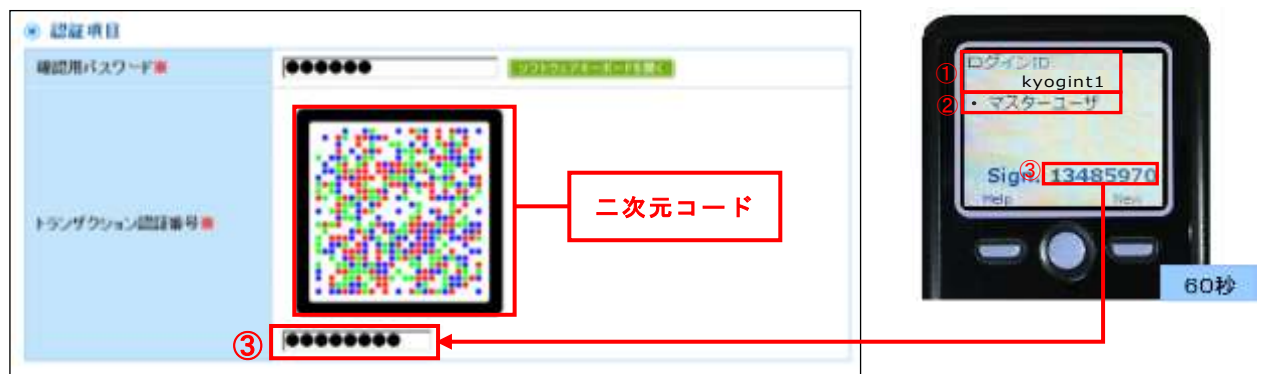 認証項目
確認用パスワード※
●●●●●●
ソフトウェアキーボードを開く
トランザクション認証番号※
二次元コード
③
●●●●●●●●
①
ログインID
kyogint1
②
・ マスターユーザ
③
Sign: 13485970
Help
New
60秒